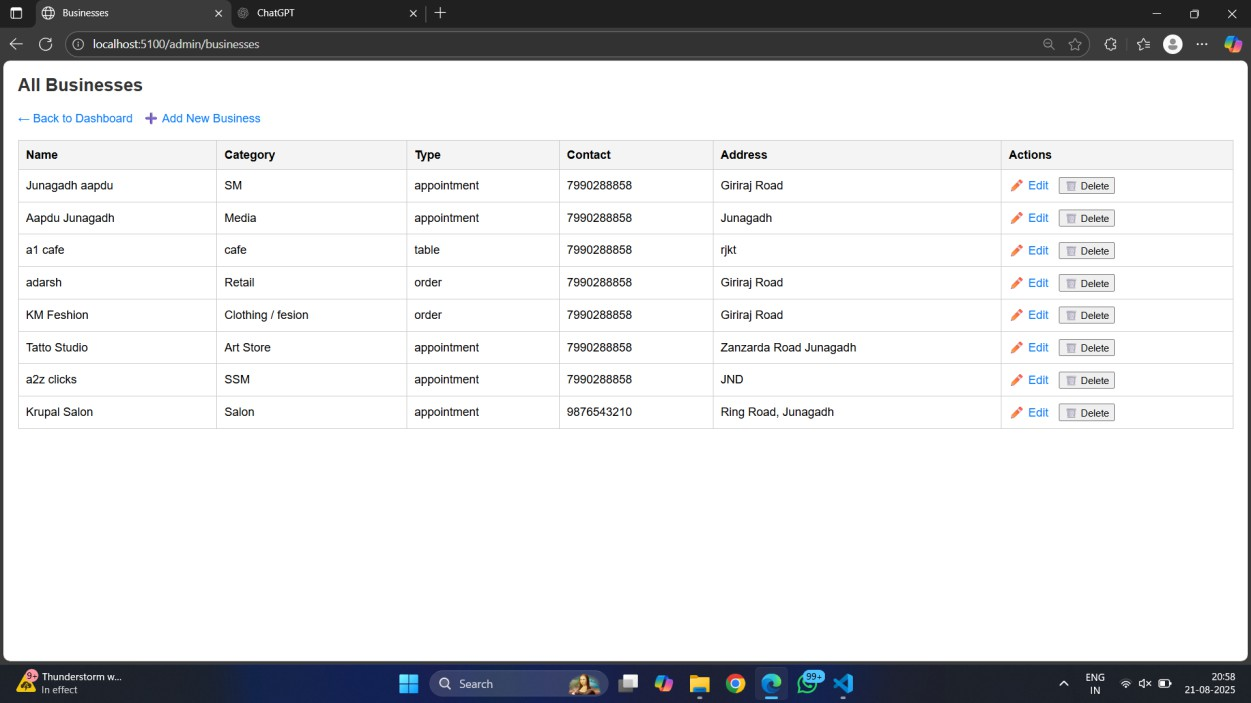 Businesses
ChatGPT
localhost:5100/admin/businesses
All Businesses
← Back to Dashboard ➕ Add New Business
Name Category Type Contact Address Actions
Junagadh aapdu SM appointment 7990288858 Giriraj Road Edit Delete
Aapdu Junagadh Media appointment 7990288858 Junagadh Edit Delete
a1 cafe cafe table 7990288858 rjkt Edit Delete
adarsh Retail order 7990288858 Giriraj Road Edit Delete
KM Feshion Clothing / fesion order 7990288858 Giriraj Road Edit Delete
Tatto Studio Art Store appointment 7990288858 Zanzarda Road Junagadh Edit Delete
a2z clicks SSM appointment 7990288858 JND Edit Delete
Krupal Salon Salon appointment 9876543210 Ring Road, Junagadh Edit Delete
9+ Thunderstorm w...
In effect
Search
99+
ENG
IN
20:58
21-08-2025